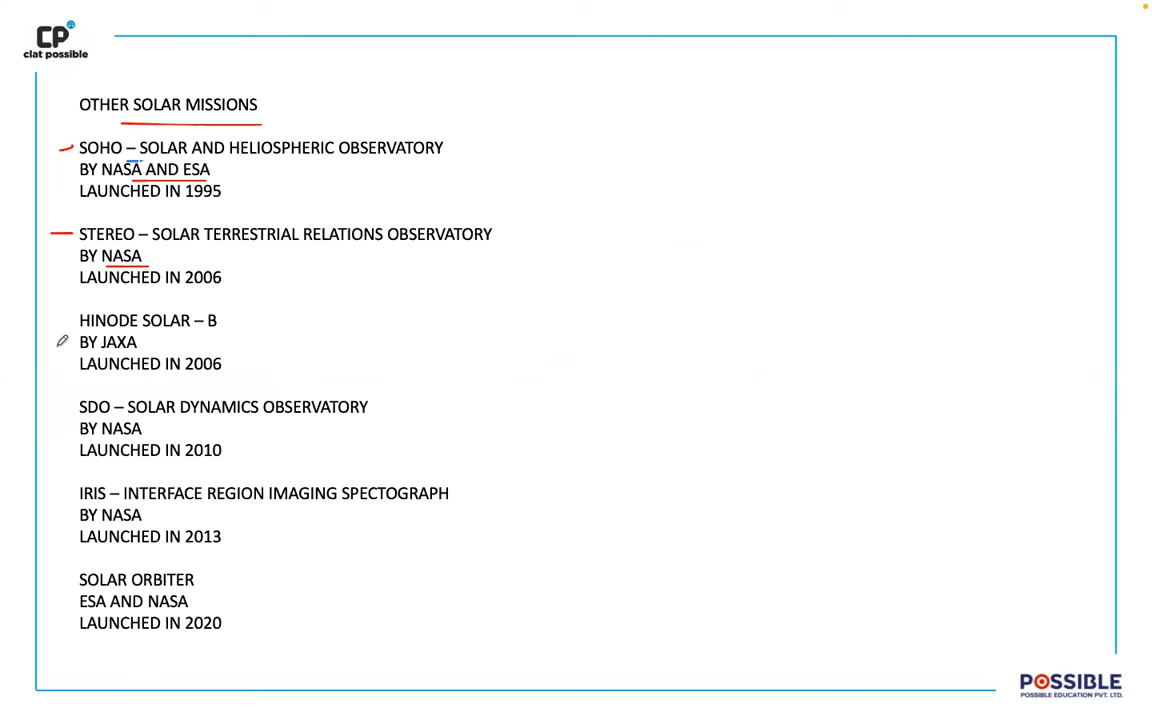 CP
clat possible
OTHER SOLAR MISSIONS
SOHO – SOLAR AND HELIOSPHERIC OBSERVATORY
BY NASA AND ESA
LAUNCHED IN 1995
STEREO – SOLAR TERRESTRIAL RELATIONS OBSERVATORY
BY NASA
LAUNCHED IN 2006
HINODE SOLAR – B
BY JAXA
LAUNCHED IN 2006
SDO – SOLAR DYNAMICS OBSERVATORY
BY NASA
LAUNCHED IN 2010
IRIS – INTERFACE REGION IMAGING SPECTOGRAPH
BY NASA
LAUNCHED IN 2013
SOLAR ORBITER
ESA AND NASA
LAUNCHED IN 2020
POSSIBLE
POSSIBLE EDUCATION PVT. LTD.